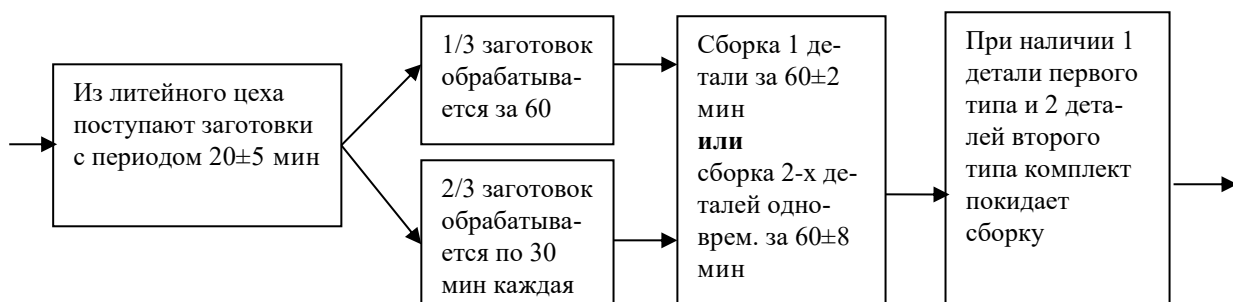 Из литейного цеха
поступают заготовки
с периодом 20±5 мин
1/3 заготовок
обрабатыва-
ется за 60
2/3 заготовок
обрабатыва-
ется по 30
мин каждая
Сборка 1 де-
тали за 60±2
мин
или
сборка 2-х де-
талей одно-
врем. за 60±8
мин
При наличии 1
детали первого
типа и 2 дета-
лей второго
типа комплект
покидает
сборку